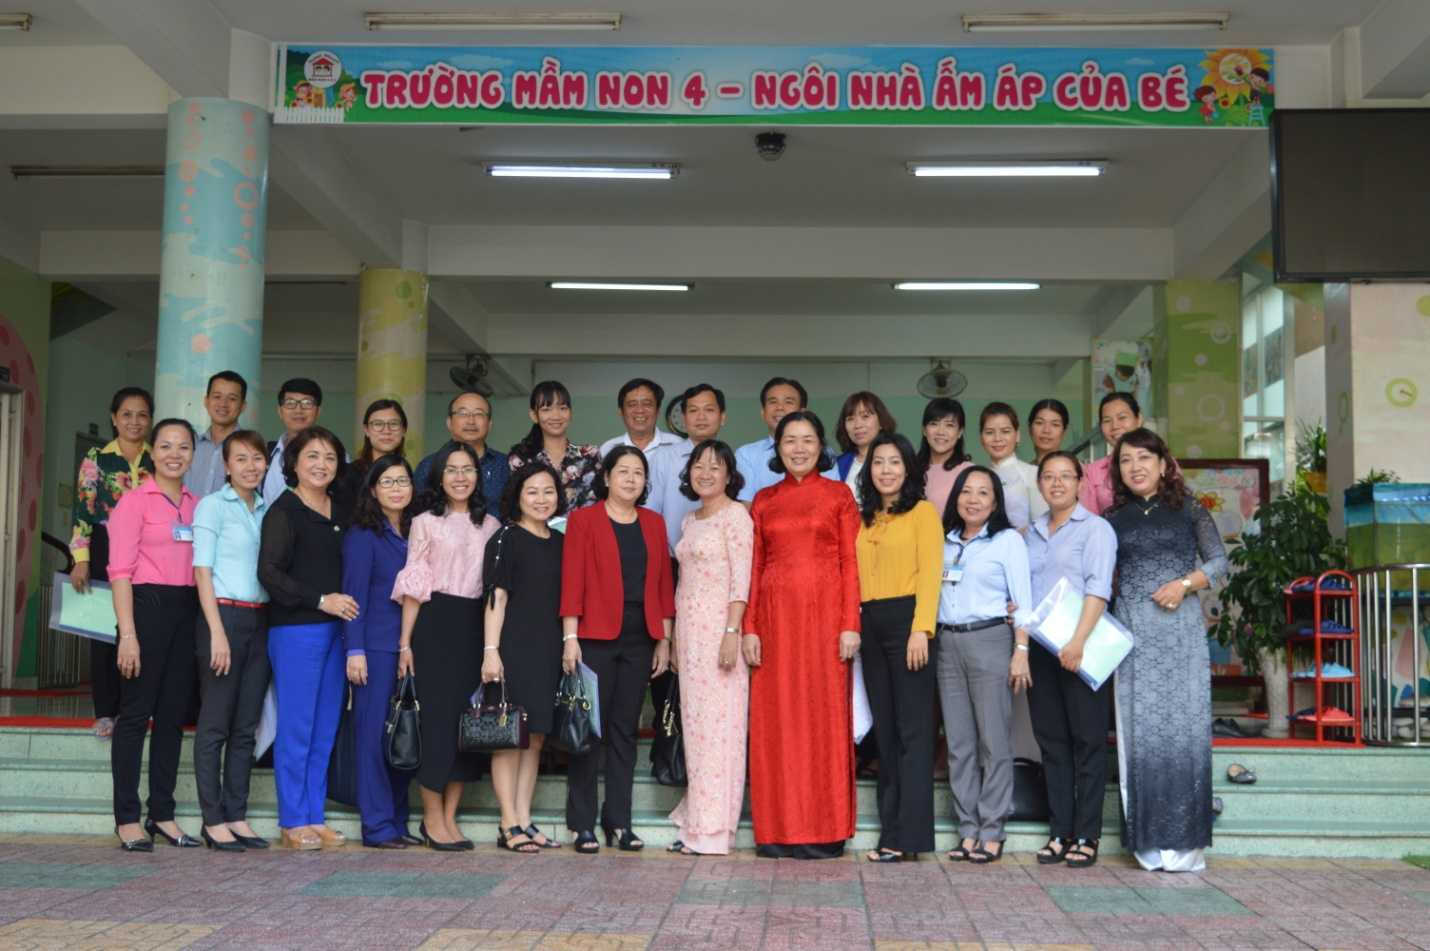 TRƯỜNG MẦM NON 4 – NGÔI NHÀ ẤM ÁP CỦA BÉ